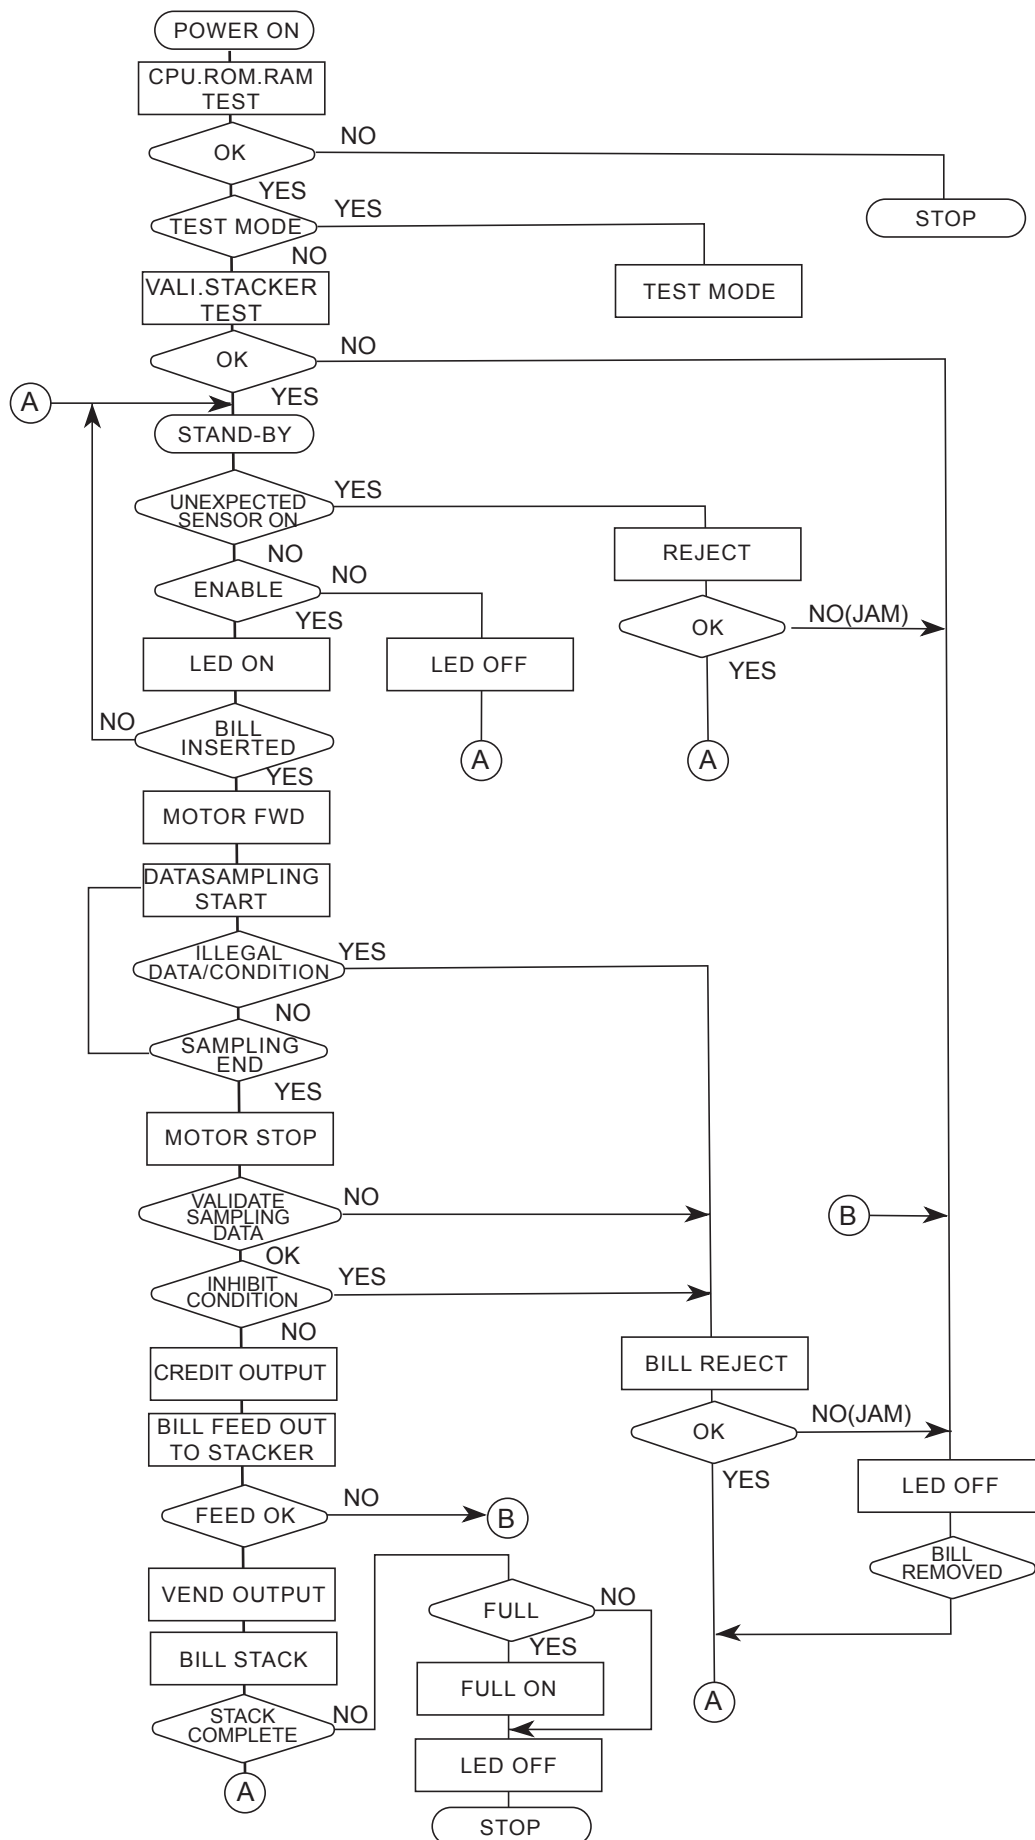 POWER ON
CPU.ROM.RAM
TEST
NO
OK
YES
STOP
YES
TEST MODE
NO
TEST MODE
VALI.STACKER
TEST
NO
OK
YES
A
STAND-BY
YES
UNEXPECTED
SENSOR ON
NO
REJECT
NO
ENABLE
YES
NO(JAM)
OK
YES
LED ON
LED OFF
NO
BILL
INSERTED
YES
A
A
MOTOR FWD
DATASAMPLING
START
YES
ILLEGAL
DATA/CONDITION
NO
SAMPLING
END
YES
MOTOR STOP
NO
VALIDATE
SAMPLING
DATA
B
OK
YES
INHIBIT
CONDITION
NO
BILL REJECT
CREDIT OUTPUT
NO(JAM)
BILL FEED OUT
TO STACKER
OK
YES
LED OFF
NO
FEED OK
B
BILL
REMOVED
VEND OUTPUT
NO
FULL
YES
BILL STACK
FULL ON
A
NO
STACK
COMPLETE
LED OFF
A
STOP